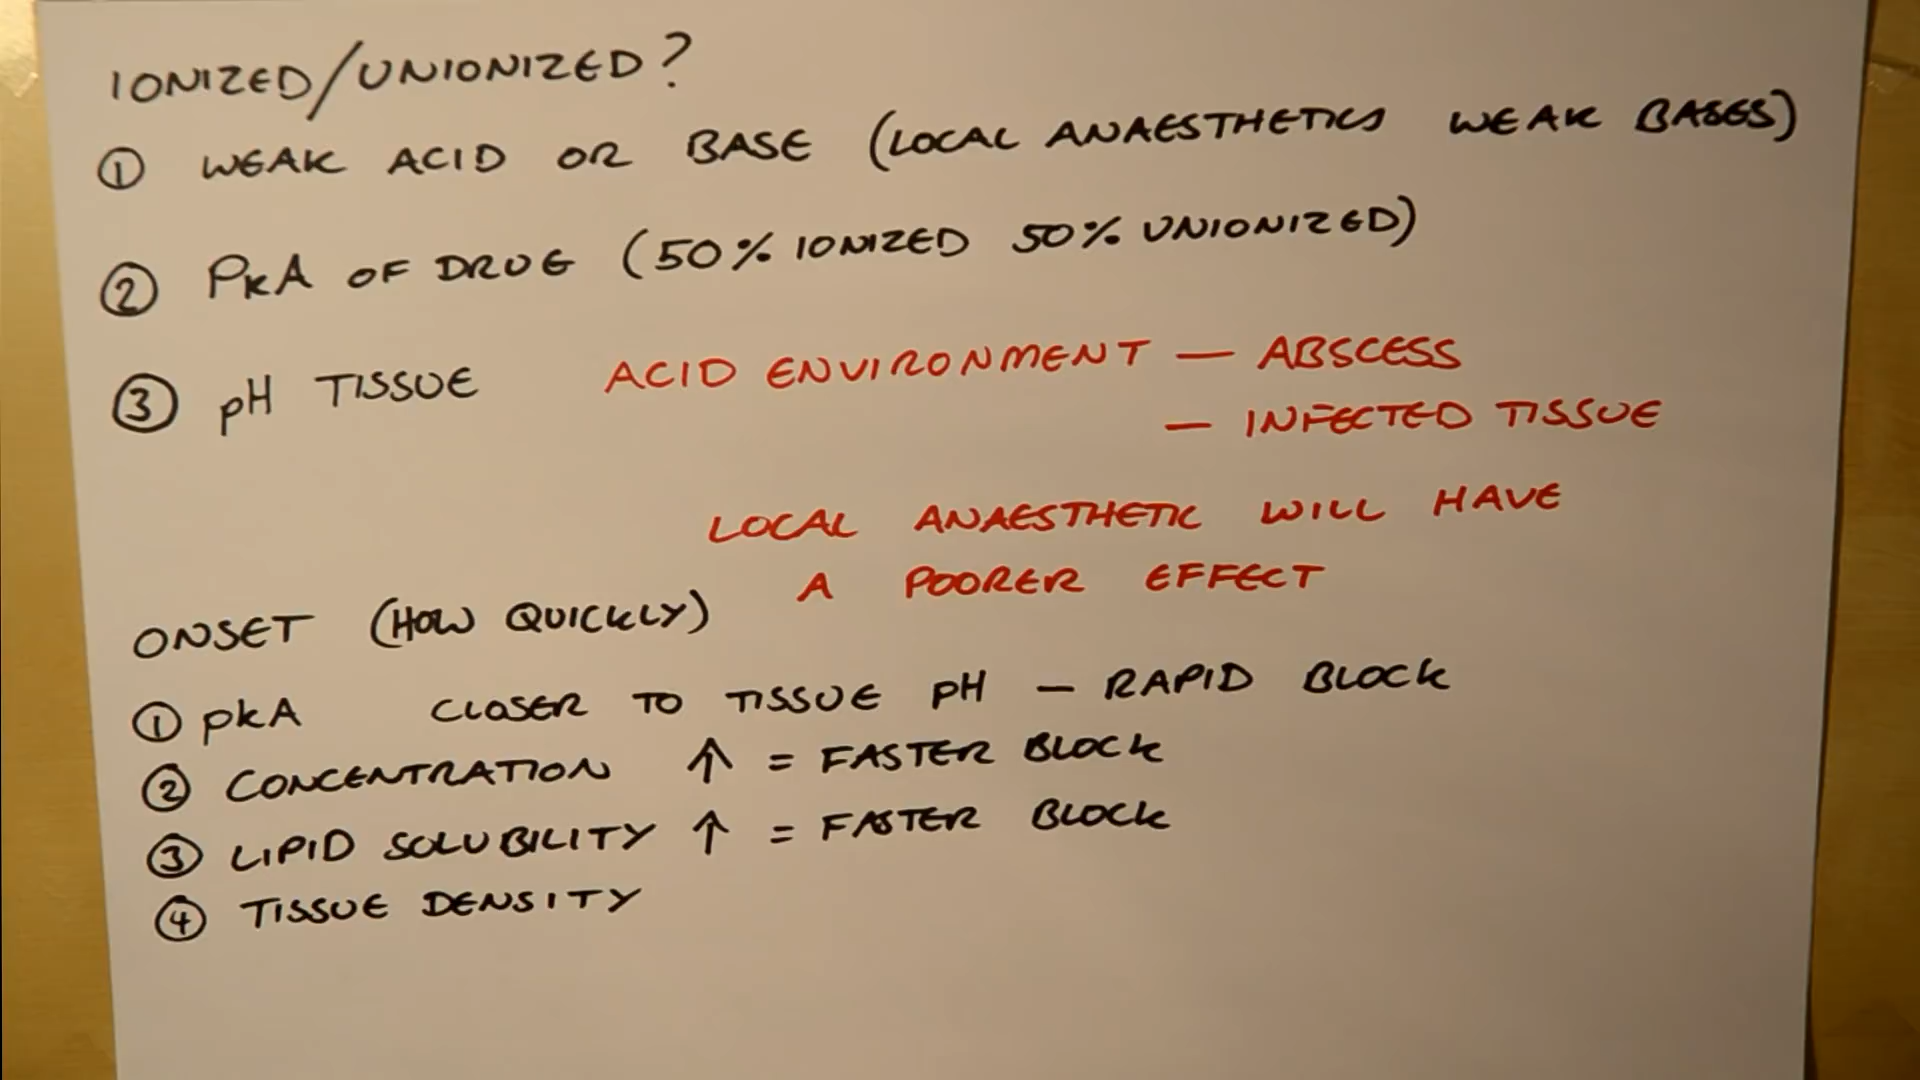 IONIZED/UNIONIZED?
① WEAK ACID OR BASE (LOCAL ANAESTHETICS WEAK BASES)
② PKA OF DRUG (50% IONIZED 50% UNIONIZED)
③ pH TISSUE ACID ENVIRONMENT — ABSCESS
— INFECTED TISSUE
LOCAL ANAESTHETIC WILL HAVE
A POORER EFFECT
ONSET (HOW QUICKLY)
① pkA CLOSER TO TISSUE pH — RAPID BLOCK
② CONCENTRATION ↑ = FASTER BLOCK
③ LIPID SOLUBILITY ↑ = FASTER BLOCK
④ TISSUE DENSITY